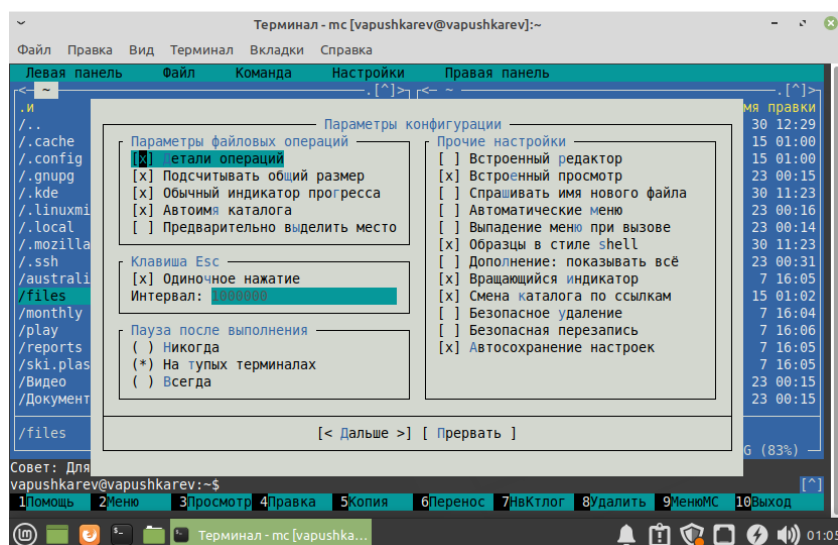 Терминал - mc [vapushkarev@vapushkarev]:~
Файл Правка Вид Терминал Вкладки Справка
Левая панель Файл Команда Настройки Правая панель
<- ~ .[^]> <- ~ .[^]>
.и мя правки
/.. 30 12:29
/.cache 15 01:00
/.config 15 01:00
/.gnupg 23 00:15
/.kde 30 11:23
/.linuxmi 23 00:16
/.local 23 00:14
/.mozilla 30 11:23
/.ssh 23 00:31
/australi 7 16:05
/files 15 01:02
/monthly 7 16:04
/play 7 16:06
/reports 7 16:05
/ski.plas 7 16:05
/Видео 23 00:15
/Документ 23 00:15
/files
G (83%)
Параметры конфигурации
Параметры файловых операций
[x] Детали операций
[x] Подсчитывать общий размер
[x] Обычный индикатор прогресса
[x] Автоимя каталога
[ ] Предварительно выделить место
Клавиша Esc
[x] Одиночное нажатие
Интервал: 1000000
Пауза после выполнения
( ) Никогда
(*) На тупых терминалах
( ) Всегда
Прочие настройки
[ ] Встроенный редактор
[x] Встроенный просмотр
[ ] Спрашивать имя нового файла
[ ] Автоматические меню
[ ] Выпадение меню при вызове
[x] Образцы в стиле shell
[ ] Дополнение: показывать всё
[x] Вращающийся индикатор
[x] Смена каталога по ссылкам
[ ] Безопасное удаление
[ ] Безопасная перезапись
[x] Автосохранение настроек
[< Дальше >] [ Прервать ]
Совет: Для
vapushkarev@vapushkarev:~$ [^]
1Помощь 2Меню 3Просмотр 4Правка 5Копия 6Перенос 7НвКтлог 8Удалить 9МенюМС 10Выход
Терминал - mc [vapushka... 01:05